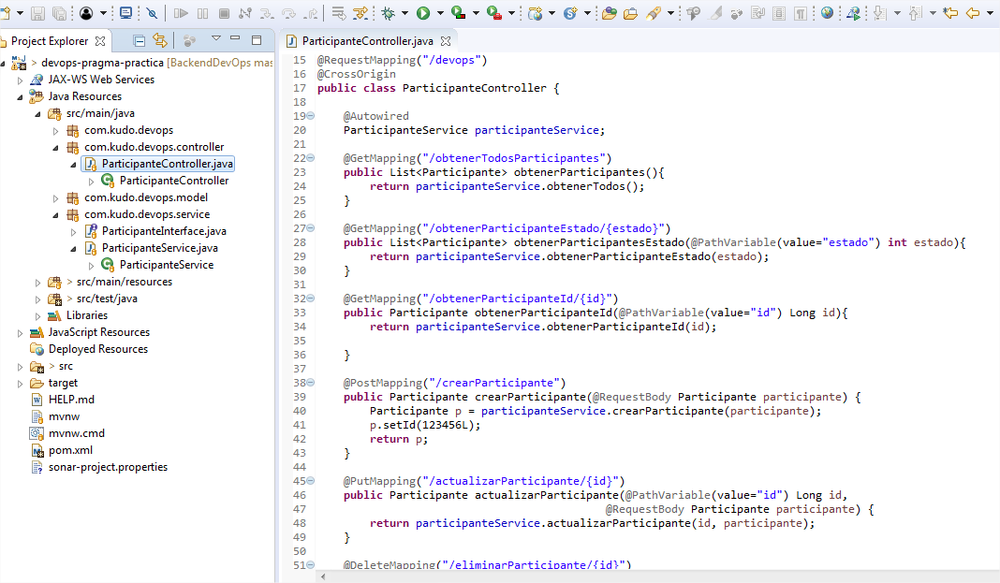 Project Explorer
devops-pragma-practica [BackendDevOps mas
JAX-WS Web Services
Java Resources
src/main/java
com.kudo.devops
com.kudo.devops.controller
ParticipanteController.java
ParticipanteController
com.kudo.devops.model
com.kudo.devops.service
ParticipanteInterface.java
ParticipanteService.java
ParticipanteService
> src/main/resources
> src/test/java
Libraries
JavaScript Resources
Deployed Resources
> src
target
HELP.md
mvnw
mvnw.cmd
pom.xml
sonar-project.properties
ParticipanteController.java
15 @RequestMapping("/devops")
16 @CrossOrigin
17 public class ParticipanteController {
18
19 @Autowired
20 ParticipanteService participanteService;
21
22 @GetMapping("/obtenerTodosParticipantes")
23 public List<Participante> obtenerParticipantes(){
24 return participanteService.obtenerTodos();
25 }
26
27 @GetMapping("/obtenerParticipanteEstado/{estado}")
28 public List<Participante> obtenerParticipantesEstado(@PathVariable(value="estado") int estado){
29 return participanteService.obtenerParticipanteEstado(estado);
30 }
31
32 @GetMapping("/obtenerParticipanteId/{id}")
33 public Participante obtenerParticipanteId(@PathVariable(value="id") Long id){
34 return participanteService.obtenerParticipanteId(id);
35
36 }
37
38 @PostMapping("/crearParticipante")
39 public Participante crearParticipante(@RequestBody Participante participante) {
40 Participante p = participanteService.crearParticipante(participante);
41 p.setId(123456L);
42 return p;
43 }
44
45 @PutMapping("/actualizarParticipante/{id}")
46 public Participante actualizarParticipante(@PathVariable(value="id") Long id,
47 @RequestBody Participante participante) {
48 return participanteService.actualizarParticipante(id, participante);
49 }
50
51 @DeleteMapping("/eliminarParticipante/{id}")